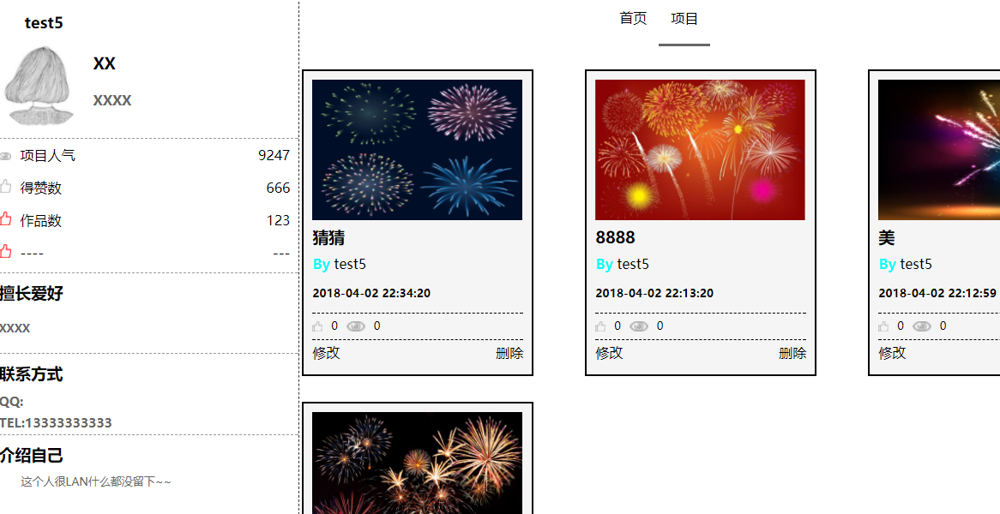 test5
XX
XXXX
项目人气 9247
得赞数 666
作品数 123
---- ---
擅长爱好
XXXX
联系方式
QQ:
TEL:13333333333
介绍自己
这个人很LAN什么都没留下~~
首页 项目
猜猜
By test5
2018-04-02 22:34:20
0 0
修改 删除
8888
By test5
2018-04-02 22:13:20
0 0
修改 删除
美
By test5
2018-04-02 22:12:59
0 0
修改